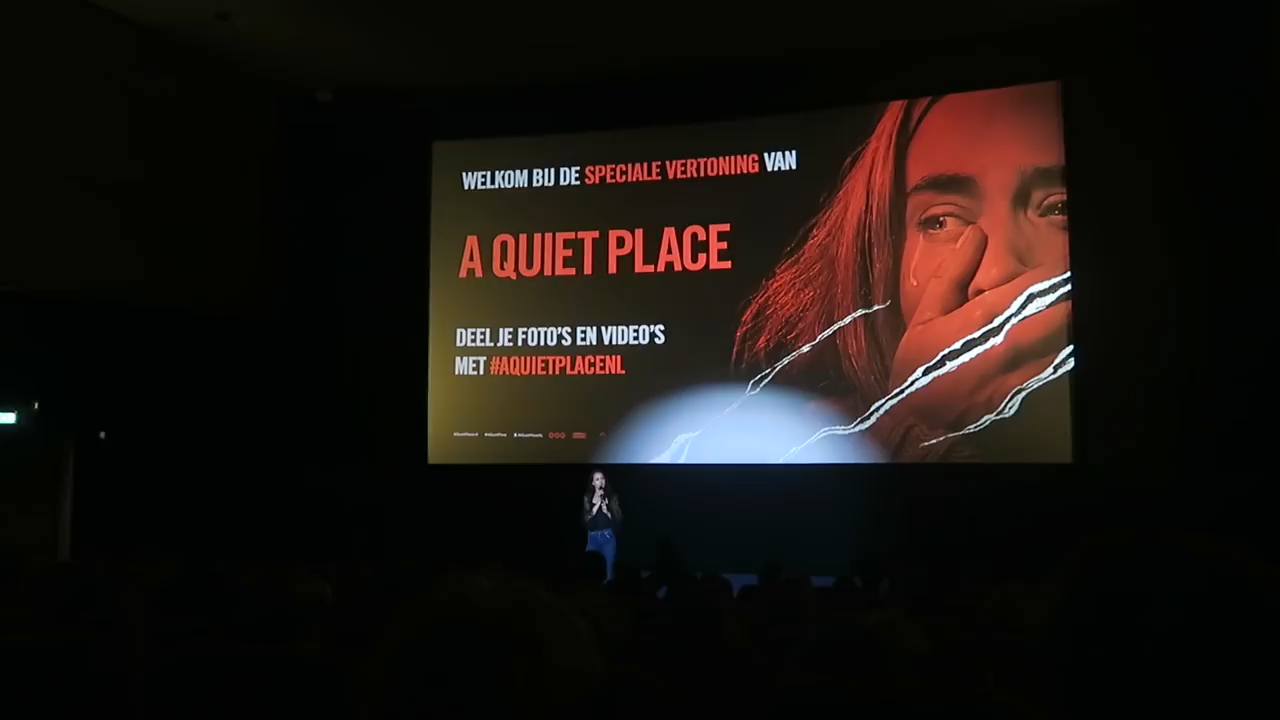 WELKOM BIJ DE SPECIALE VERTONING VAN
A QUIET PLACE
DEEL JE FOTO'S EN VIDEO'S
MET #AQUIETPLACENL